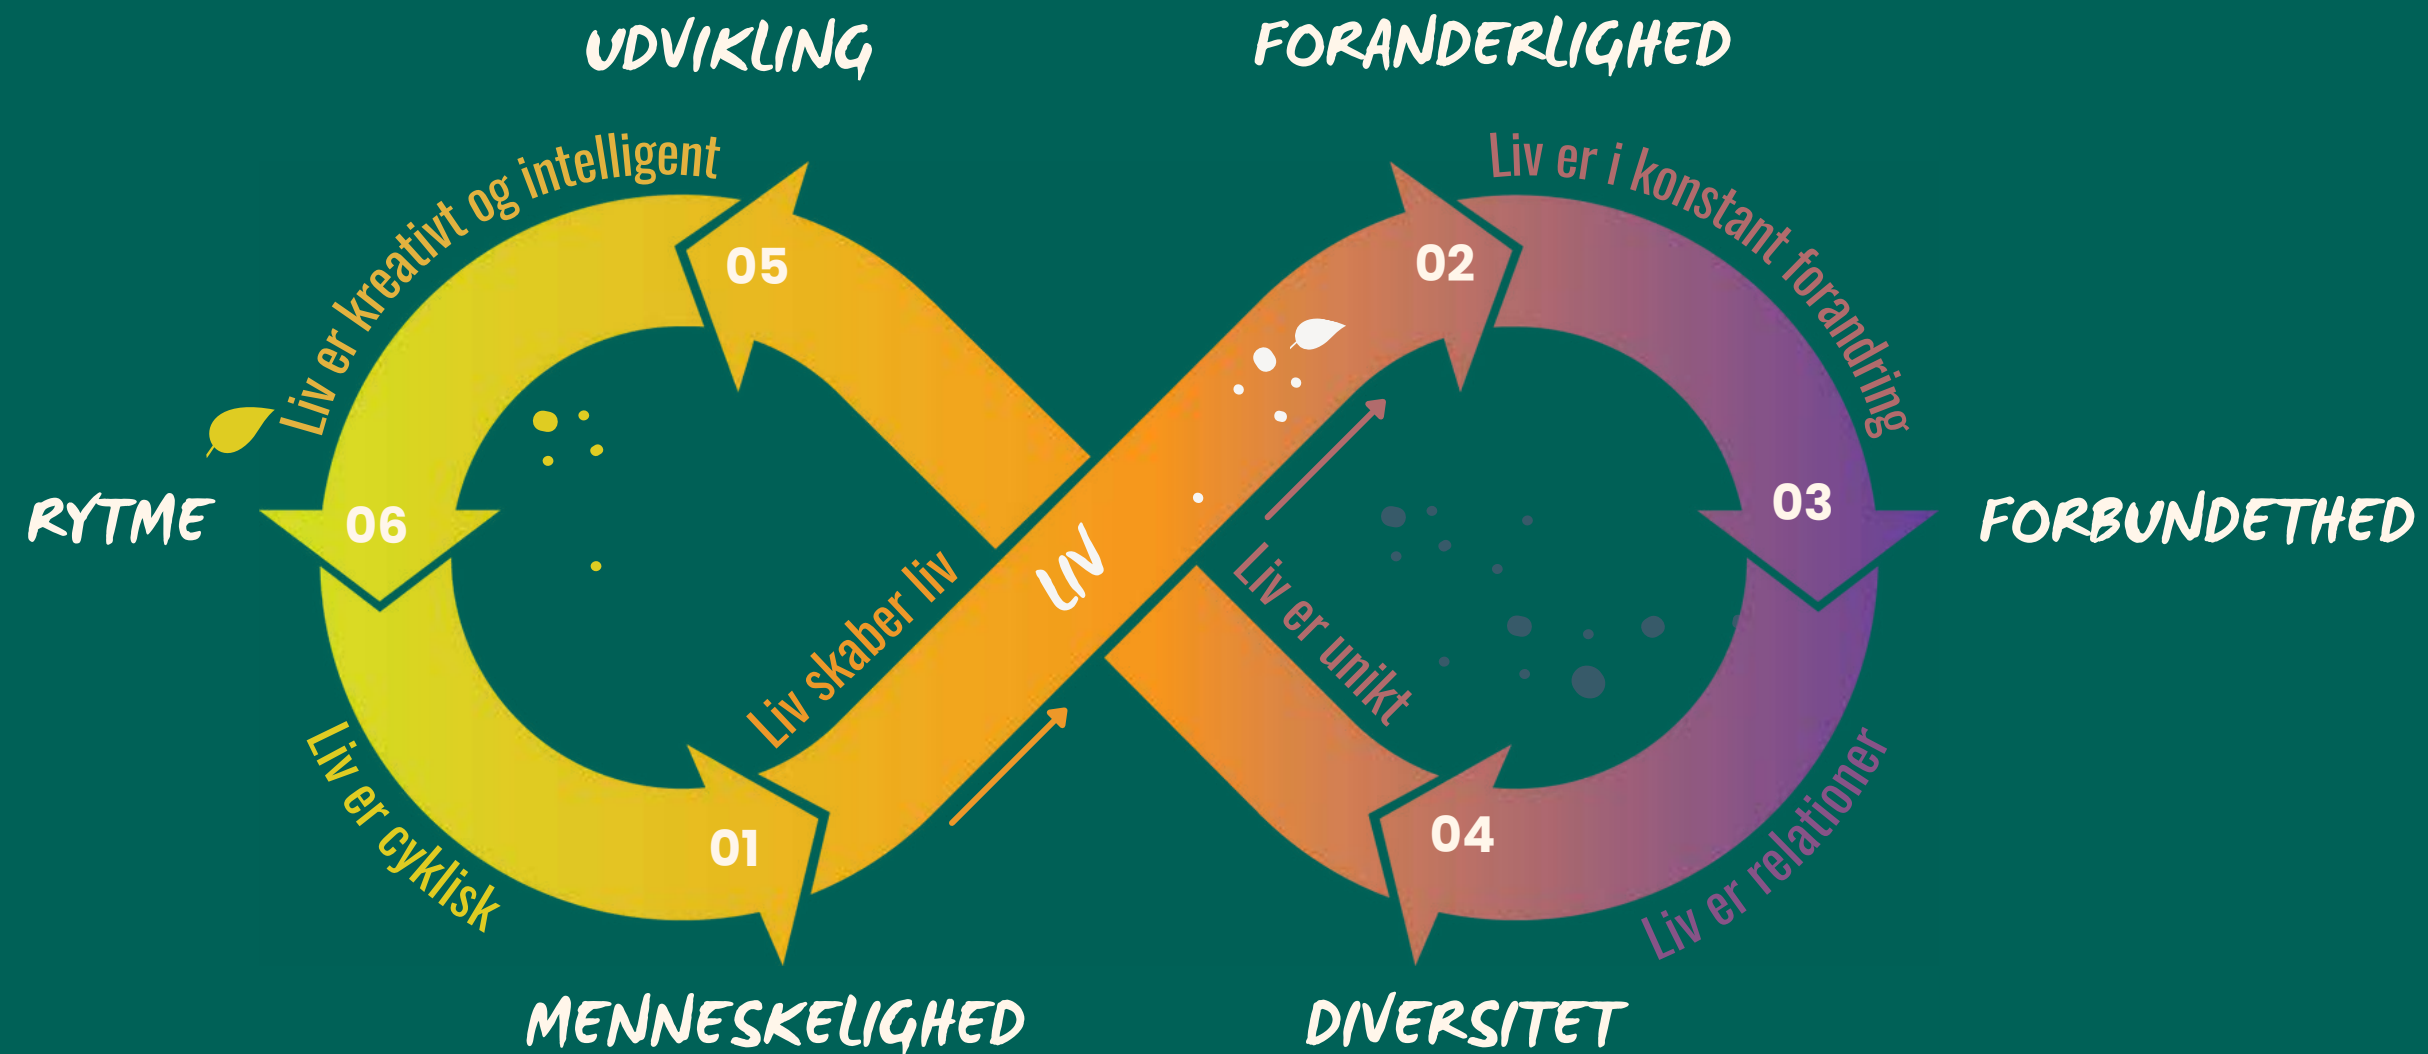 UDVIKLING
FORANDERLIGHED
Liv er kreativt og intelligent
Liv er i konstant forandring
05
02
RYTME
06
03
FORBUNDETHED
LIV
Liv skaber liv
Liv er unikt
Liv er cyklisk
01
04
Liv er relationer
MENNESKELIGHED
DIVERSITET